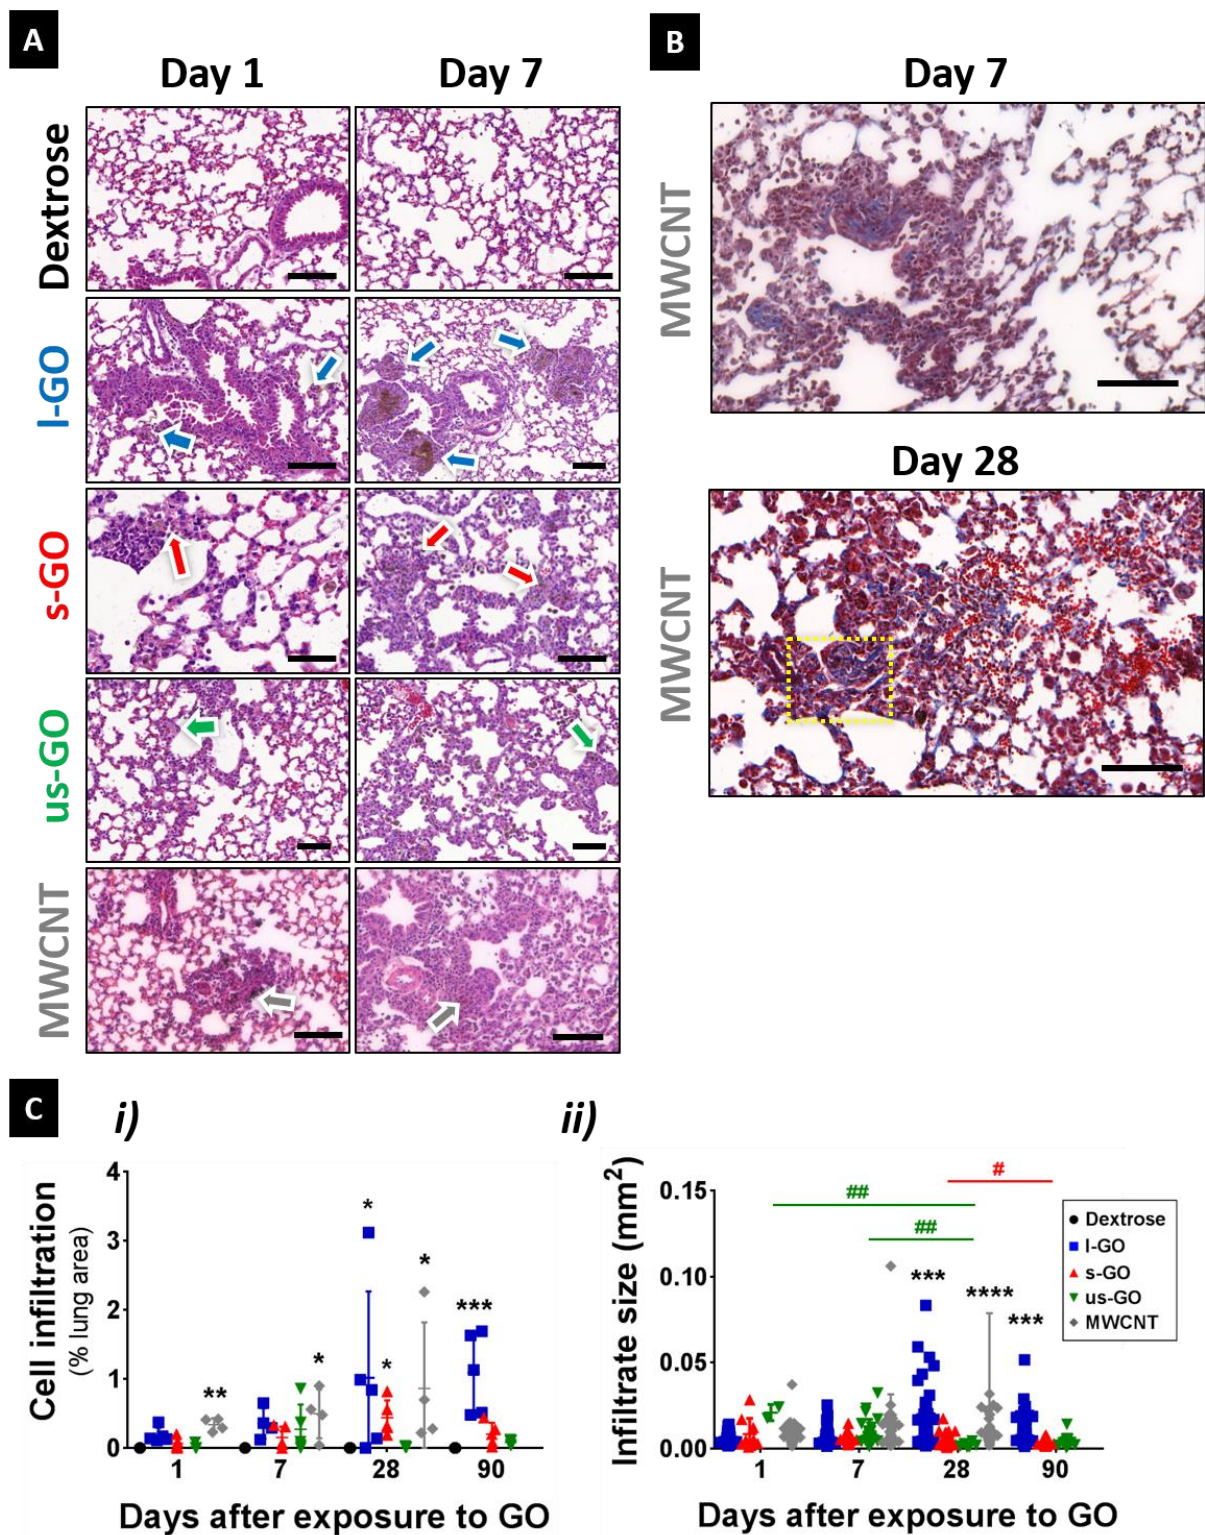 A
Day 1
Day 7
Dextrose
l-GO
s-GO
us-GO
MWCNT
B
Day 7
MWCNT
Day 28
MWCNT
C
i)
Cell infiltration
(% lung area)
4
3
2
1
0
**
*
*
*
*
***
1
7
28
90
Days after exposure to GO
ii)
Infiltrate size (mm²)
0.15
0.10
0.05
0.00
##
##
#
***
****
***
Dextrose
l-GO
s-GO
us-GO
MWCNT
1
7
28
90
Days after exposure to GO